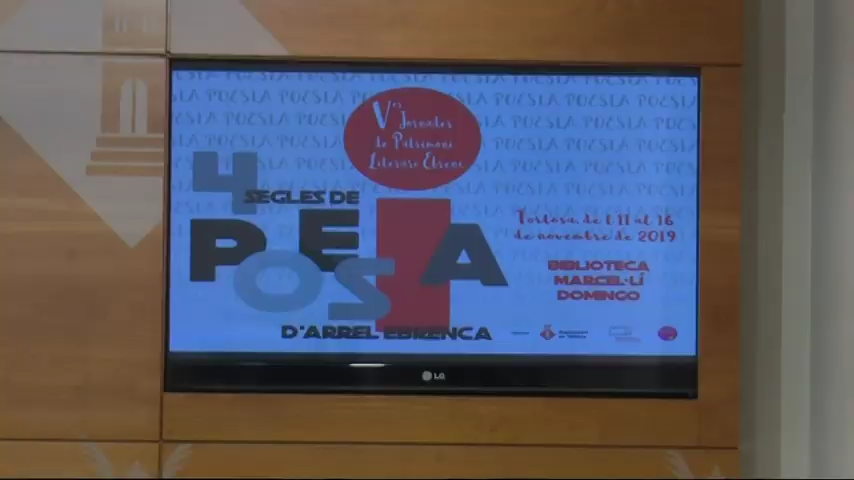 POESIA POESIA POESIA POESIA POESIA POESIA
Ves
Jornades
de Patrimoni
Literari Ebrenc
4
SEGLES DE
POESIA
D'ARREL EBRENCA
Tortosa, de l'11 al 16
de novembre de 2019
BIBLIOTECA
MARCEL·LÍ
DOMINGO
LG